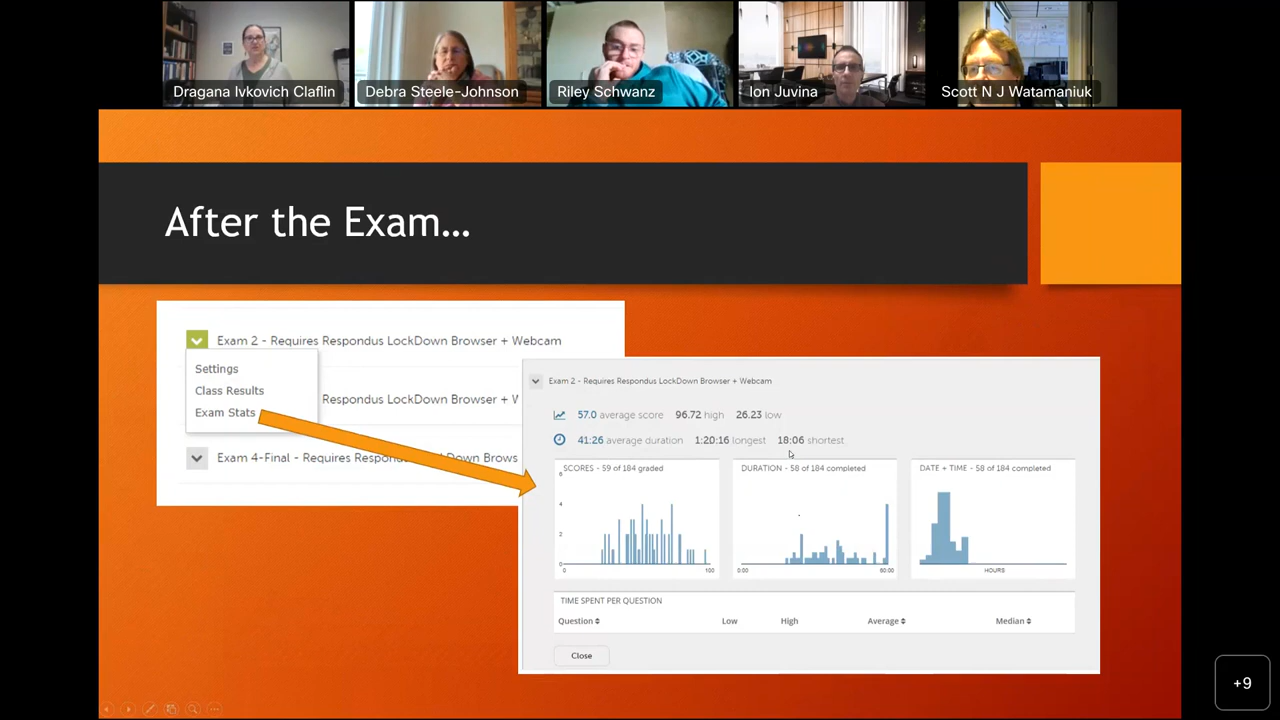 Dragana Ivkovich Claflin
Debra Steele-Johnson
Riley Schwanz
Ion Juvina
Scott N J Watamaniuk
After the Exam...
Exam 2 - Requires Respondus LockDown Browser + Webcam
Settings
Class Results
Exam Stats
Respondus LockDown Browser + W
Exam 4-Final - Requires Respond Down Brows
Exam 2 - Requires Respondus LockDown Browser + Webcam
57.0 average score 96.72 high 26.23 low
41:26 average duration 1:20:16 longest 18:06 shortest
SCORES - 59 of 184 graded
6
4
2
0
0 100
DURATION - 58 of 184 completed
0:00 60:00
DATE + TIME - 58 of 184 completed
HOURS
TIME SPENT PER QUESTION
Question Low High Average Median
Close
+9